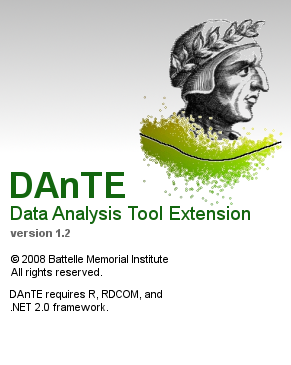 DAnTE
Data Analysis Tool Extension
version 1.2
© 2008 Battelle Memorial Institute
All rights reserved.
DAnTE requires R, RDCOM, and
.NET 2.0 framework.